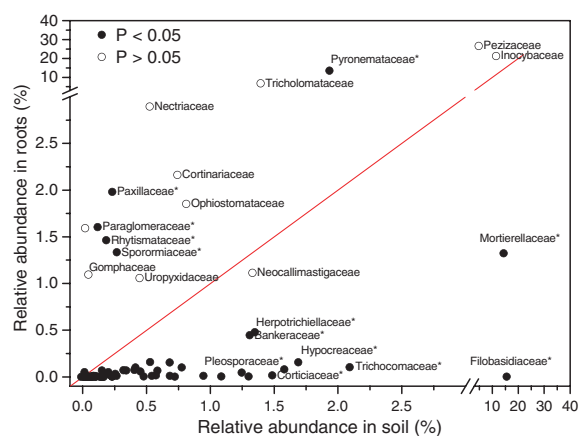 40
30
20
10
2.5
2.0
1.5
1.0
0.5
0.0
Relative abundance in roots (%)
P < 0.05
P > 0.05
Pezizaceae
Inocybaceae
Pyronemataceae*
Tricholomataceae
Nectriaceae
Cortinariaceae
Paxillaceae*
Ophiostomataceae
Paraglomeraceae*
Rhytismataceae*
Sporormiaceae*
Mortierellaceae*
Gomphaceae
Uropyxidaceae
Neocallimastigaceae
Herpotrichiellaceae*
Bankeraceae*
Hypocreaceae*
Pleosporaceae*
Trichocomaceae*
Corticiaceae*
Filobasidiaceae*
0.0 0.5 1.0 1.5 2.0 2.5 10 15 20 25 30 35 40
Relative abundance in soil (%)